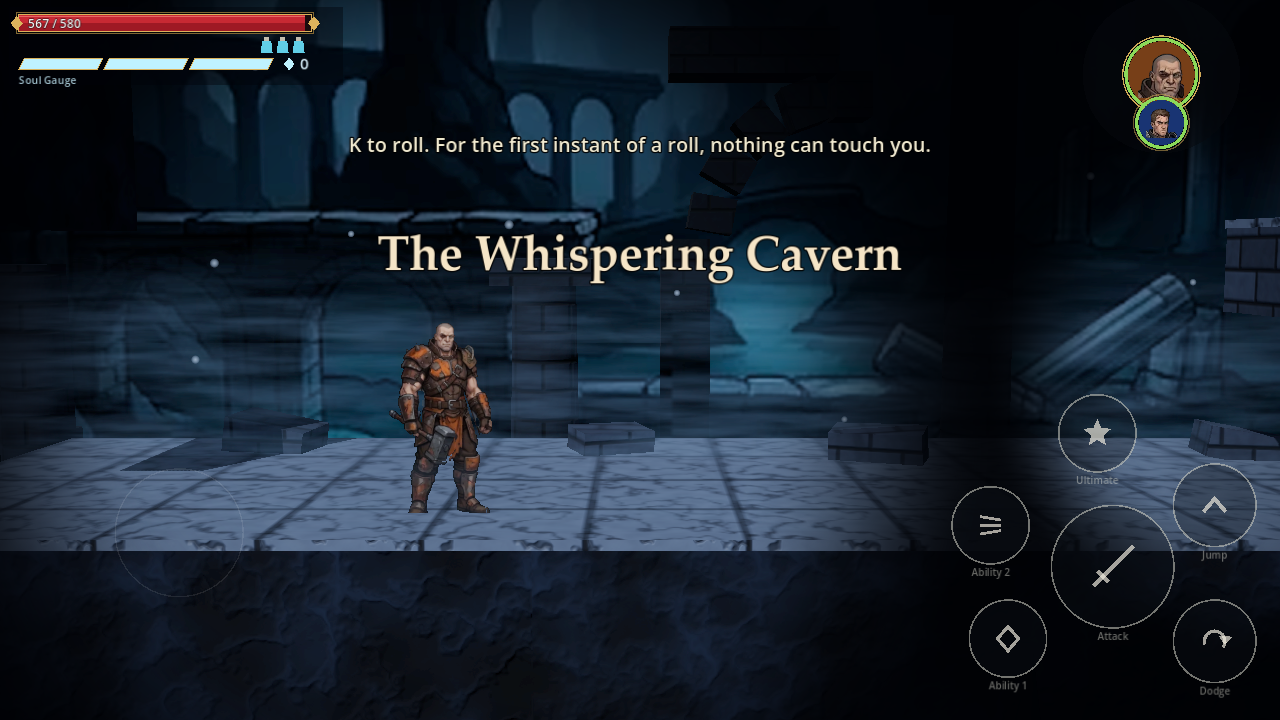 567 / 580
0
Soul Gauge
K to roll. For the first instant of a roll, nothing can touch you.
The Whispering Cavern
Ultimate
Jump
Ability 2
Attack
Ability 1
Dodge